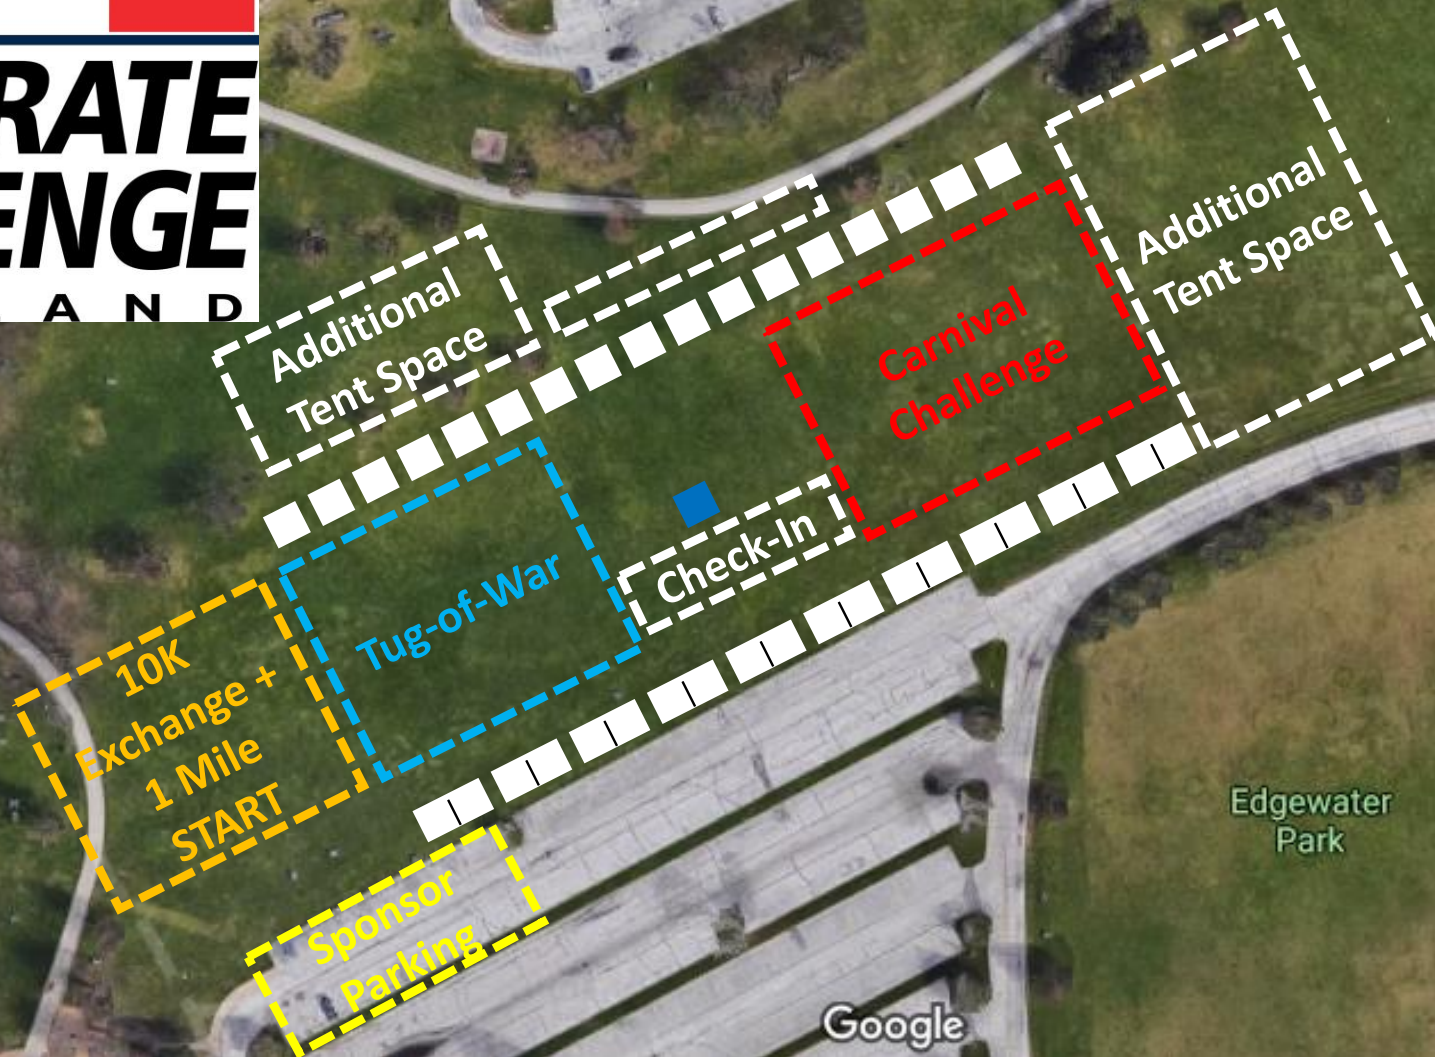 RATE
ENGE
A N D
Additional
Tent Space
Additional
Tent Space
Carnival
Challenge
Check-In
Tug-of-War
10K
Exchange +
1 Mile
START
Sponsor
Parking
Edgewater
Park
Google